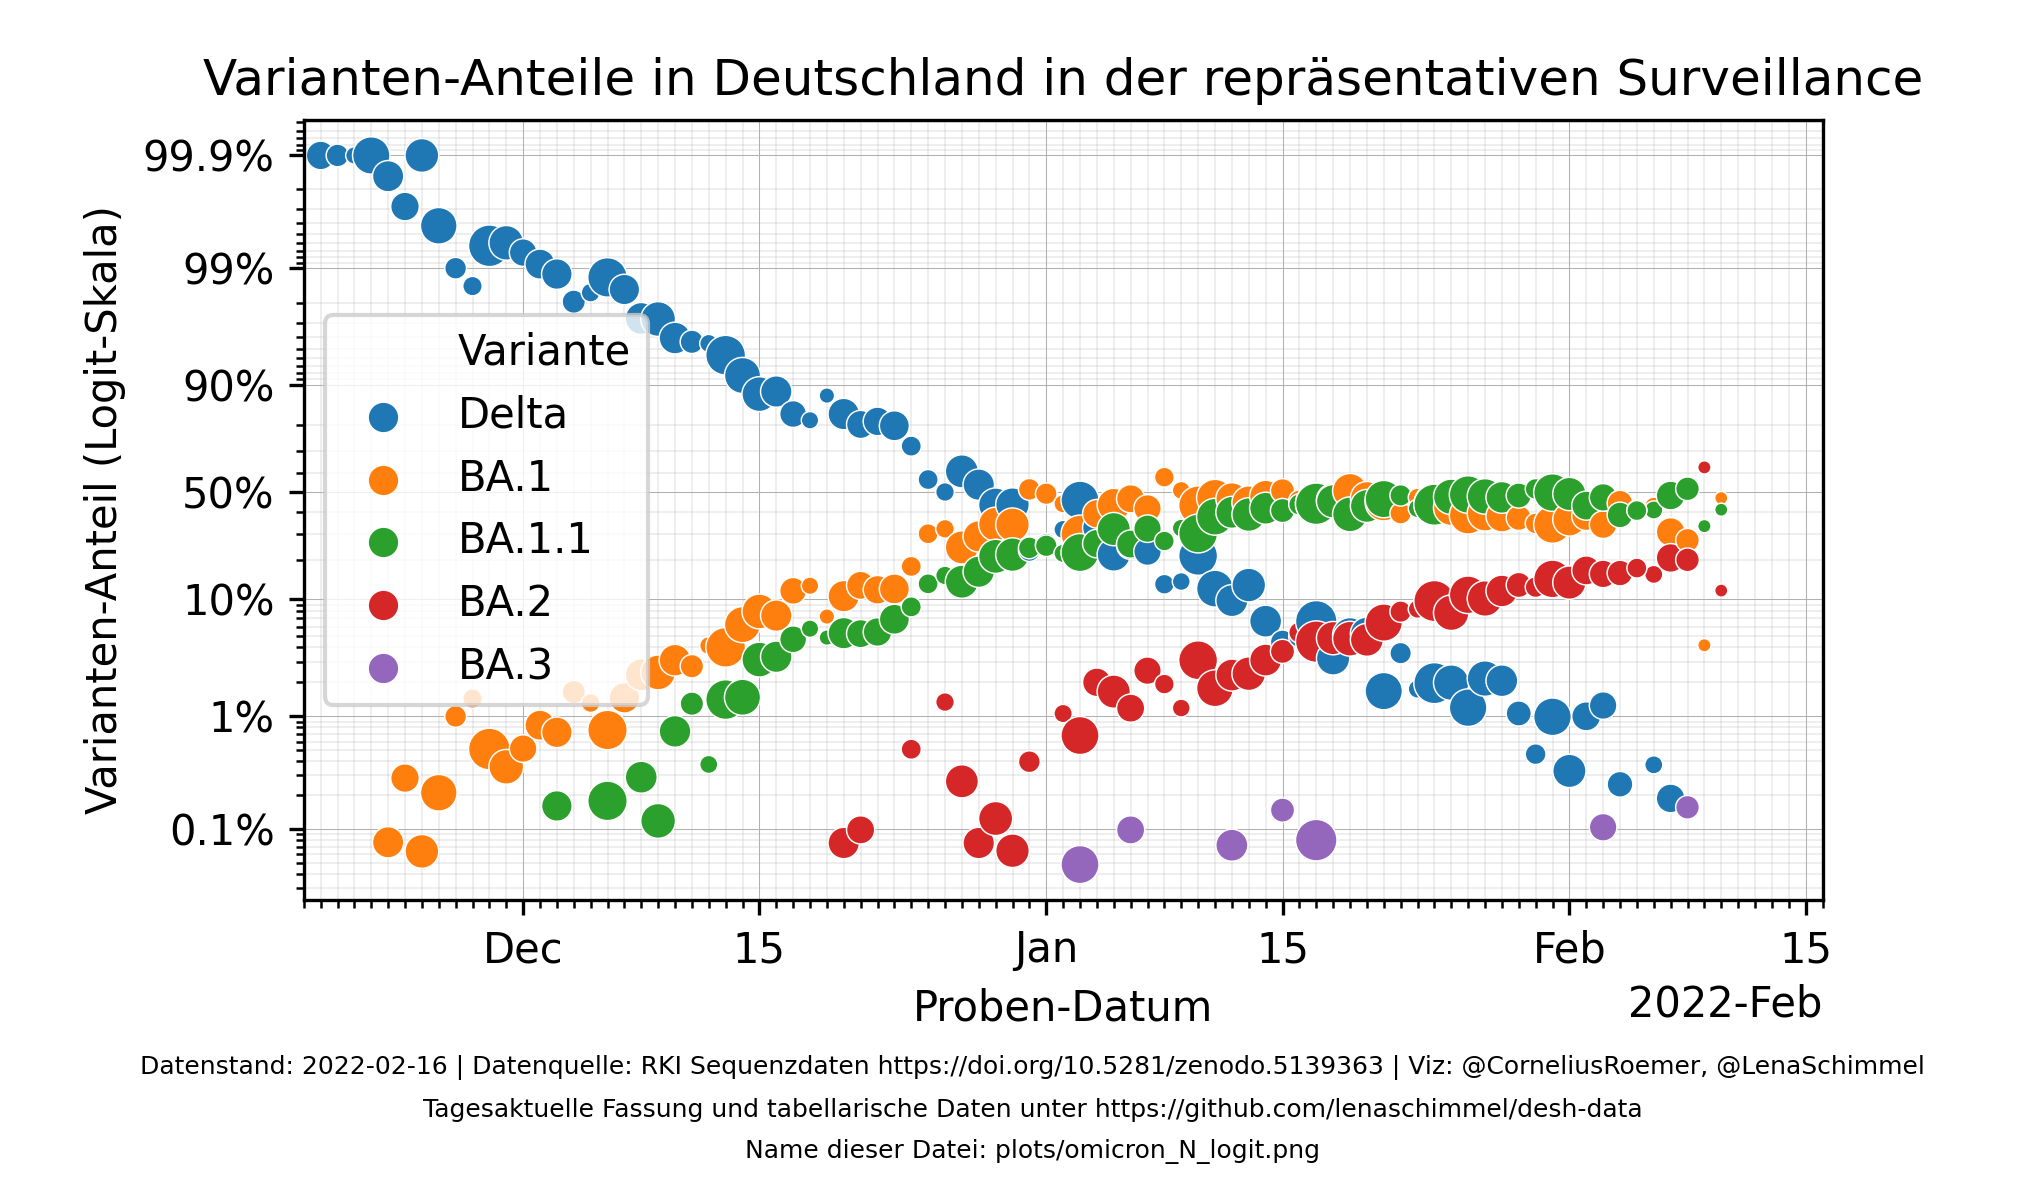 Varianten-Anteile in Deutschland in der repräsentativen Surveillance
Varianten-Anteil (Logit-Skala)
99.9%
99%
90%
50%
10%
1%
0.1%
Variante
Delta
BA.1
BA.1.1
BA.2
BA.3
Dec
15
Jan
15
Feb
15
Proben-Datum
2022-Feb
Datenstand: 2022-02-16 | Datenquelle: RKI Sequenzdaten https://doi.org/10.5281/zenodo.5139363 | Viz: @CorneliusRoemer, @LenaSchimmel
Tagesaktuelle Fassung und tabellarische Daten unter https://github.com/lenaschimmel/desh-data
Name dieser Datei: plots/omicron_N_logit.png